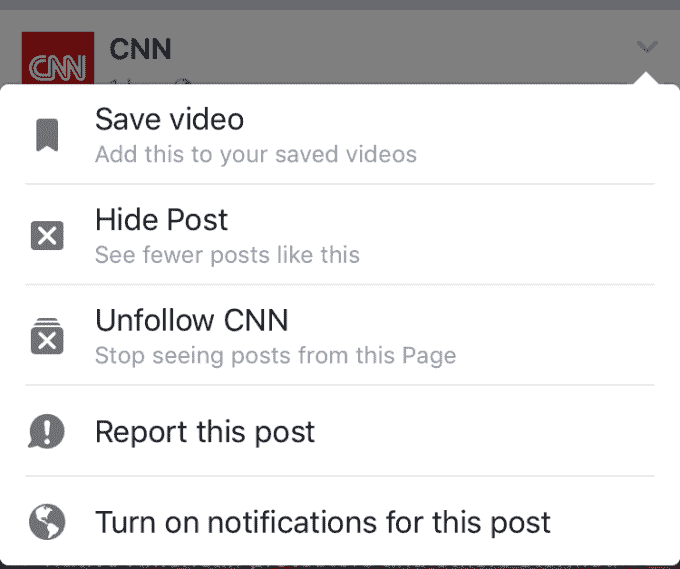 CNN
CNN
Save video
Add this to your saved videos
Hide Post
See fewer posts like this
Unfollow CNN
Stop seeing posts from this Page
Report this post
Turn on notifications for this post